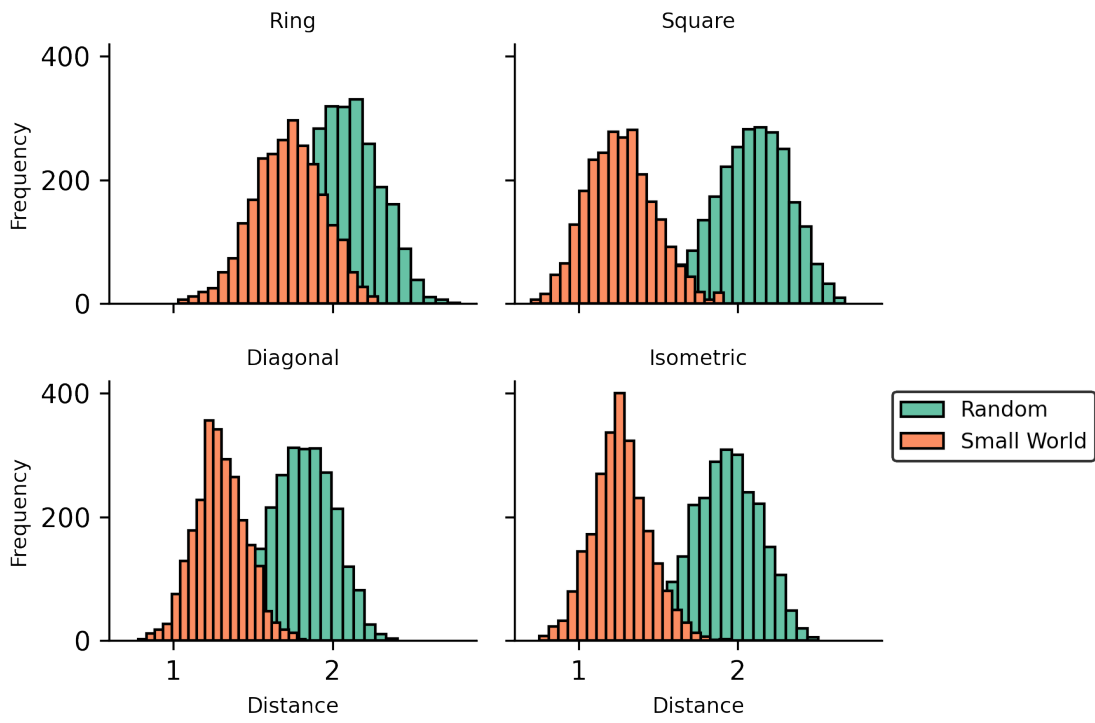 Ring
Square
400
200
0
Frequency
Diagonal
Isometric
400
200
0
Frequency
1
2
1
2
Distance
Distance
Random
Small World